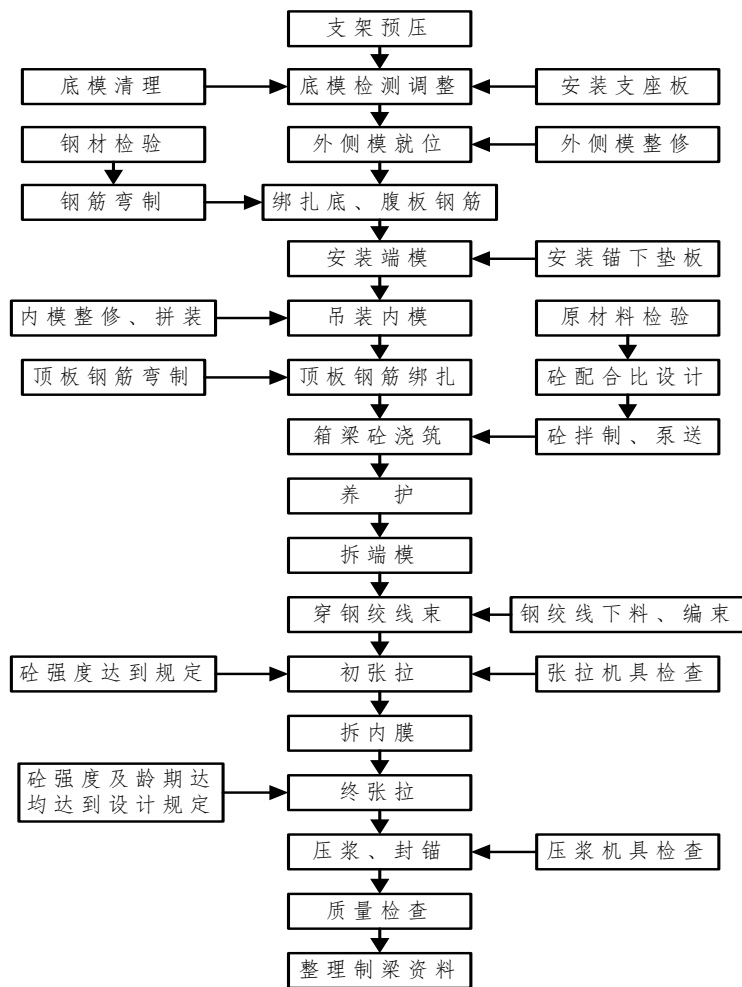 支架预压
底模清理
底模检测调整
安装支座板
钢材检验
外侧模就位
外侧模整修
钢筋弯制
绑扎底、腹板钢筋
安装端模
安装锚下垫板
内模整修、拼装
吊装内模
原材料检验
顶板钢筋弯制
顶板钢筋绑扎
砼配合比设计
箱梁砼浇筑
砼拌制、泵送
养 护
拆端模
穿钢绞线束
钢绞线下料、编束
砼强度达到规定
初张拉
张拉机具检查
拆内膜
砼强度及龄期达
均达到设计规定
终张拉
压浆、封锚
压浆机具检查
质量检查
整理制梁资料